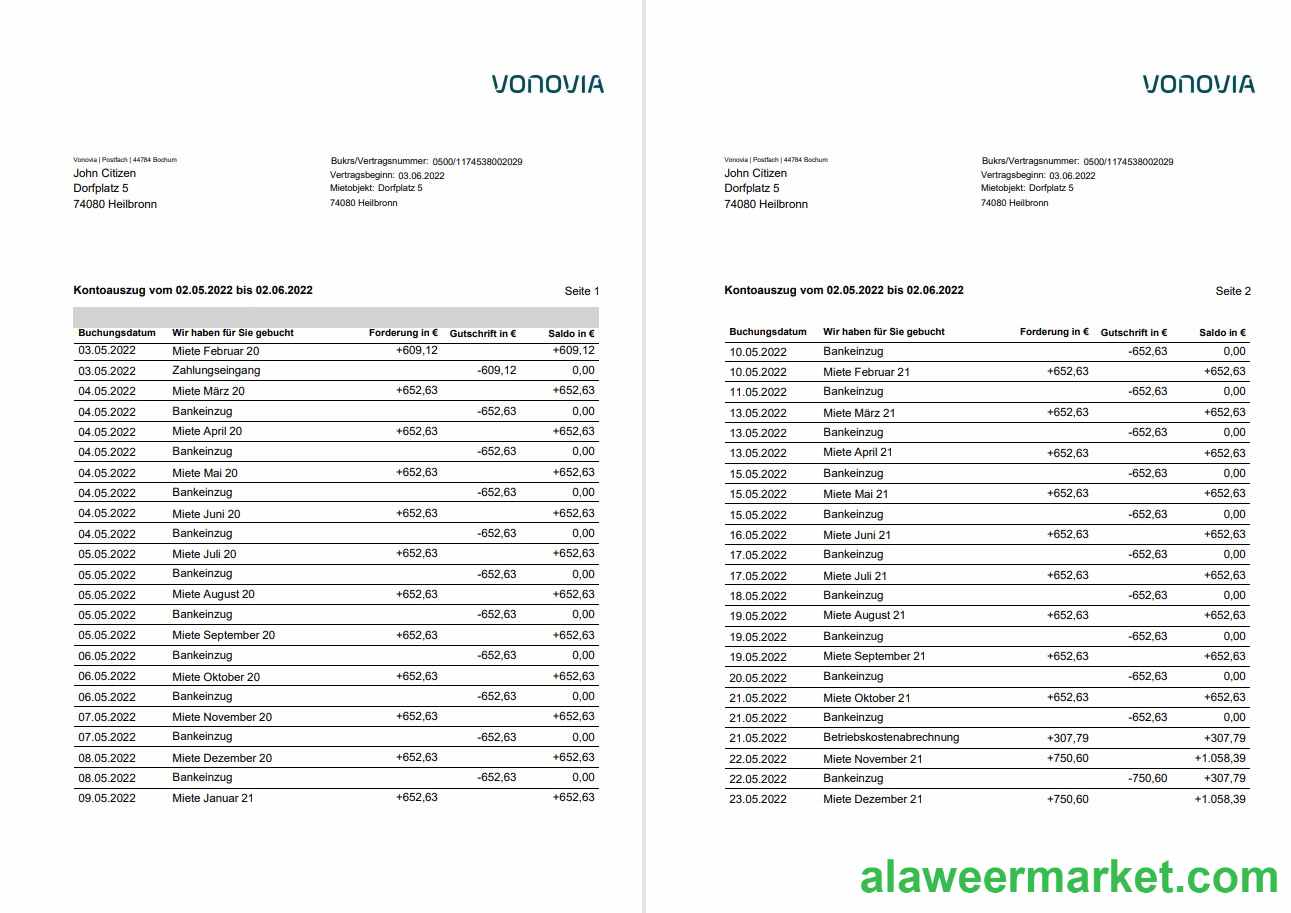 VONOVIA
Vonovia | Postfach | 44784 Bochum
John Citizen
Dorfplatz 5
74080 Heilbronn
Bukrs/Vertragsnummer: 0500/1174538002029
Vertragsbeginn: 03.06.2022
Mietobjekt: Dorfplatz 5
74080 Heilbronn
Kontoauszug vom 02.05.2022 bis 02.06.2022 Seite 1
Buchungsdatum Wir haben für Sie gebucht Forderung in € Gutschrift in € Saldo in €
03.05.2022 Miete Februar 20 +609,12 +609,12
03.05.2022 Zahlungseingang -609,12 0,00
04.05.2022 Miete März 20 +652,63 +652,63
04.05.2022 Bankeinzug -652,63 0,00
04.05.2022 Miete April 20 +652,63 +652,63
04.05.2022 Bankeinzug -652,63 0,00
04.05.2022 Miete Mai 20 +652,63 +652,63
04.05.2022 Bankeinzug -652,63 0,00
04.05.2022 Miete Juni 20 +652,63 +652,63
04.05.2022 Bankeinzug -652,63 0,00
05.05.2022 Miete Juli 20 +652,63 +652,63
05.05.2022 Bankeinzug -652,63 0,00
05.05.2022 Miete August 20 +652,63 +652,63
05.05.2022 Bankeinzug -652,63 0,00
05.05.2022 Miete September 20 +652,63 +652,63
06.05.2022 Bankeinzug -652,63 0,00
06.05.2022 Miete Oktober 20 +652,63 +652,63
06.05.2022 Bankeinzug -652,63 0,00
07.05.2022 Miete November 20 +652,63 +652,63
07.05.2022 Bankeinzug -652,63 0,00
08.05.2022 Miete Dezember 20 +652,63 +652,63
08.05.2022 Bankeinzug -652,63 0,00
09.05.2022 Miete Januar 21 +652,63 +652,63
VONOVIA
Vonovia | Postfach | 44784 Bochum
John Citizen
Dorfplatz 5
74080 Heilbronn
Bukrs/Vertragsnummer: 0500/1174538002029
Vertragsbeginn: 03.06.2022
Mietobjekt: Dorfplatz 5
74080 Heilbronn
Kontoauszug vom 02.05.2022 bis 02.06.2022 Seite 2
Buchungsdatum Wir haben für Sie gebucht Forderung in € Gutschrift in € Saldo in €
10.05.2022 Bankeinzug -652,63 0,00
10.05.2022 Miete Februar 21 +652,63 +652,63
11.05.2022 Bankeinzug -652,63 0,00
13.05.2022 Miete März 21 +652,63 +652,63
13.05.2022 Bankeinzug -652,63 0,00
13.05.2022 Miete April 21 +652,63 +652,63
15.05.2022 Bankeinzug -652,63 0,00
15.05.2022 Miete Mai 21 +652,63 +652,63
15.05.2022 Bankeinzug -652,63 0,00
16.05.2022 Miete Juni 21 +652,63 +652,63
17.05.2022 Bankeinzug -652,63 0,00
17.05.2022 Miete Juli 21 +652,63 +652,63
18.05.2022 Bankeinzug -652,63 0,00
19.05.2022 Miete August 21 +652,63 +652,63
19.05.2022 Bankeinzug -652,63 0,00
19.05.2022 Miete September 21 +652,63 +652,63
20.05.2022 Bankeinzug -652,63 0,00
21.05.2022 Miete Oktober 21 +652,63 +652,63
21.05.2022 Bankeinzug -652,63 0,00
21.05.2022 Betriebskostenabrechnung +307,79 +307,79
22.05.2022 Miete November 21 +750,60 +1.058,39
22.05.2022 Bankeinzug -750,60 +307,79
23.05.2022 Miete Dezember 21 +750,60 +1.058,39
alaweermarket.com